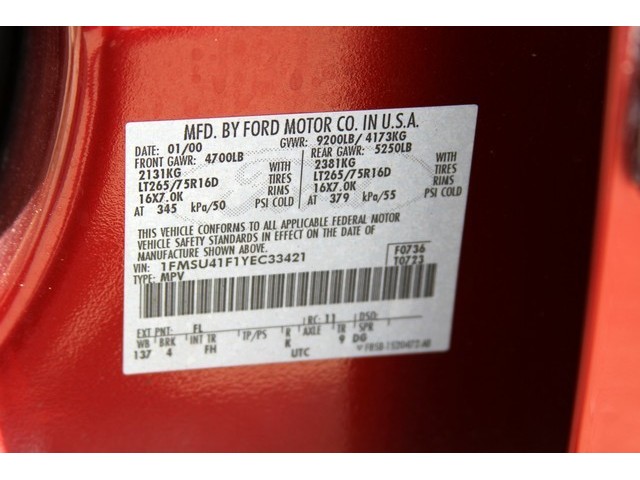 MFD. BY FORD MOTOR CO. IN U.S.A.
DATE: 01/00 GVWR: 9200LB/ 4173KG
FRONT GAWR: 4700LB REAR GAWR: 5250LB
2131KG WITH 2381KG WITH
LT265/75R16D TIRES LT265/75R16D TIRES
16X7.0K RIMS 16X7.0K RIMS
AT 345 kPa/50 PSI COLD AT 379 kPa/55 PSI COLD
THIS VEHICLE CONFORMS TO ALL APPLICABLE FEDERAL MOTOR
VEHICLE SAFETY STANDARDS IN EFFECT ON THE DATE OF
MANUFACTURE SHOWN ABOVE.
VIN: 1FMSU41F1YEC33421 F0736
TYPE: MPV T0723
EXT PNT: FL RC: 11 DSO:
WB BRK INT TR TP/PS R AXLE TR SPR
137 4 FH K 9 DG
UTC